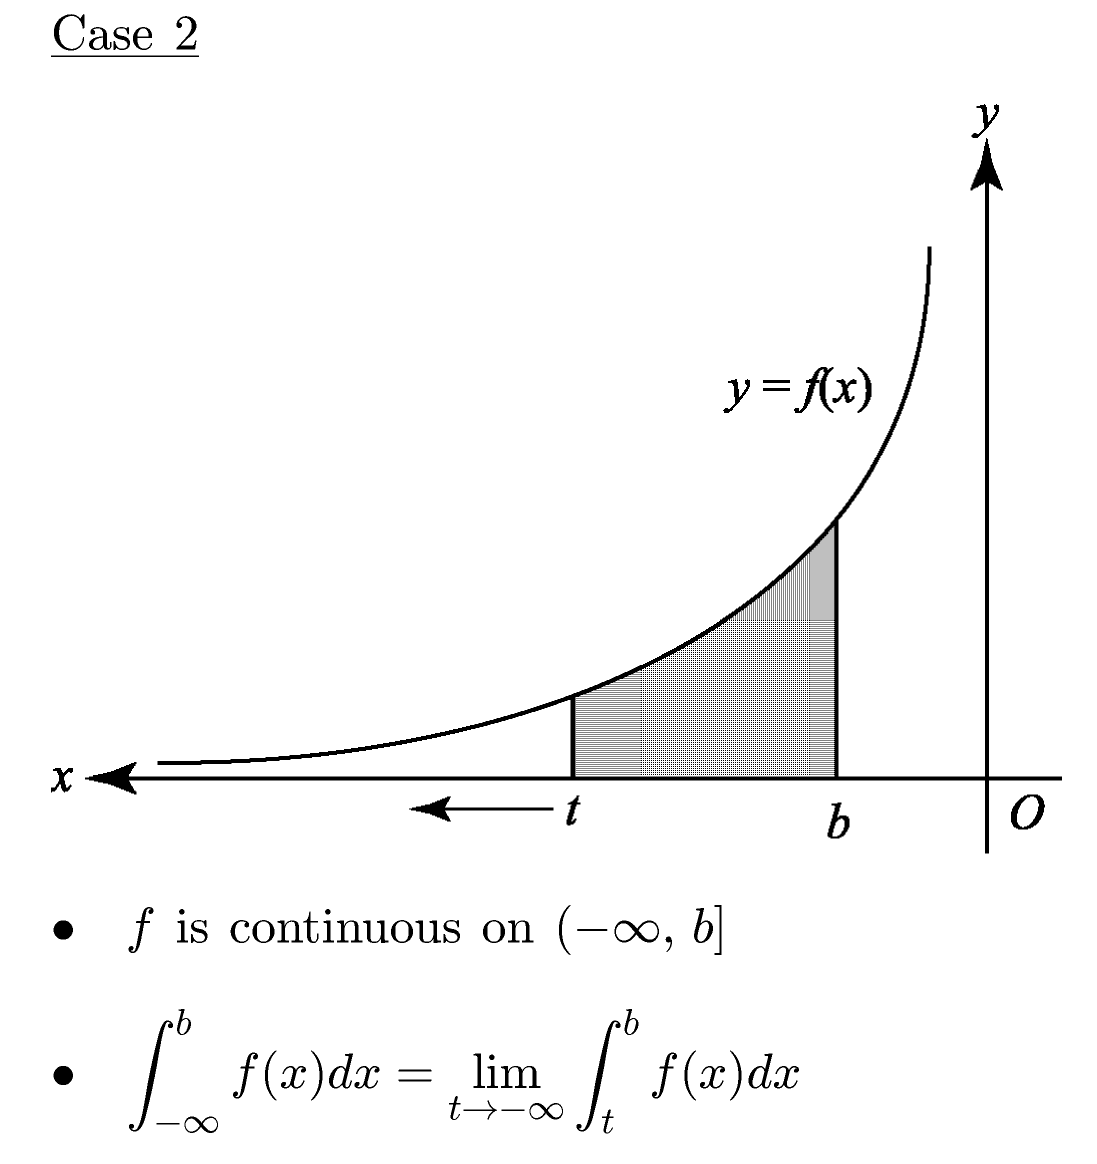 Case 2
y
y = f(x)
x
t
b
O
• f is continuous on (−∞, b]
• ∫_{−∞}^{b} f(x)dx = lim_{t→−∞} ∫_{t}^{b} f(x)dx